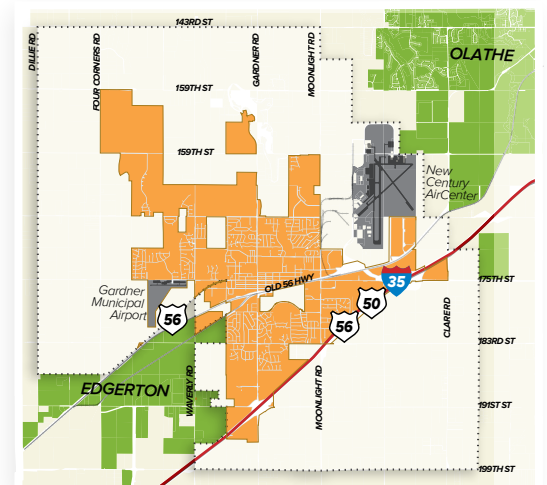 143RD ST
DILLIE RD
FOUR CORNERS RD
GARDNER RD
MOONLIGHT RD
OLATHE
159TH ST
159TH ST
New
Century
AirCenter
OLD 56 HWY
35
175TH ST
Gardner
Municipal
Airport
56
50
56
CLARE RD
183RD ST
EDGERTON
WAVERLY RD
MOONLIGHT RD
191ST ST
199TH ST